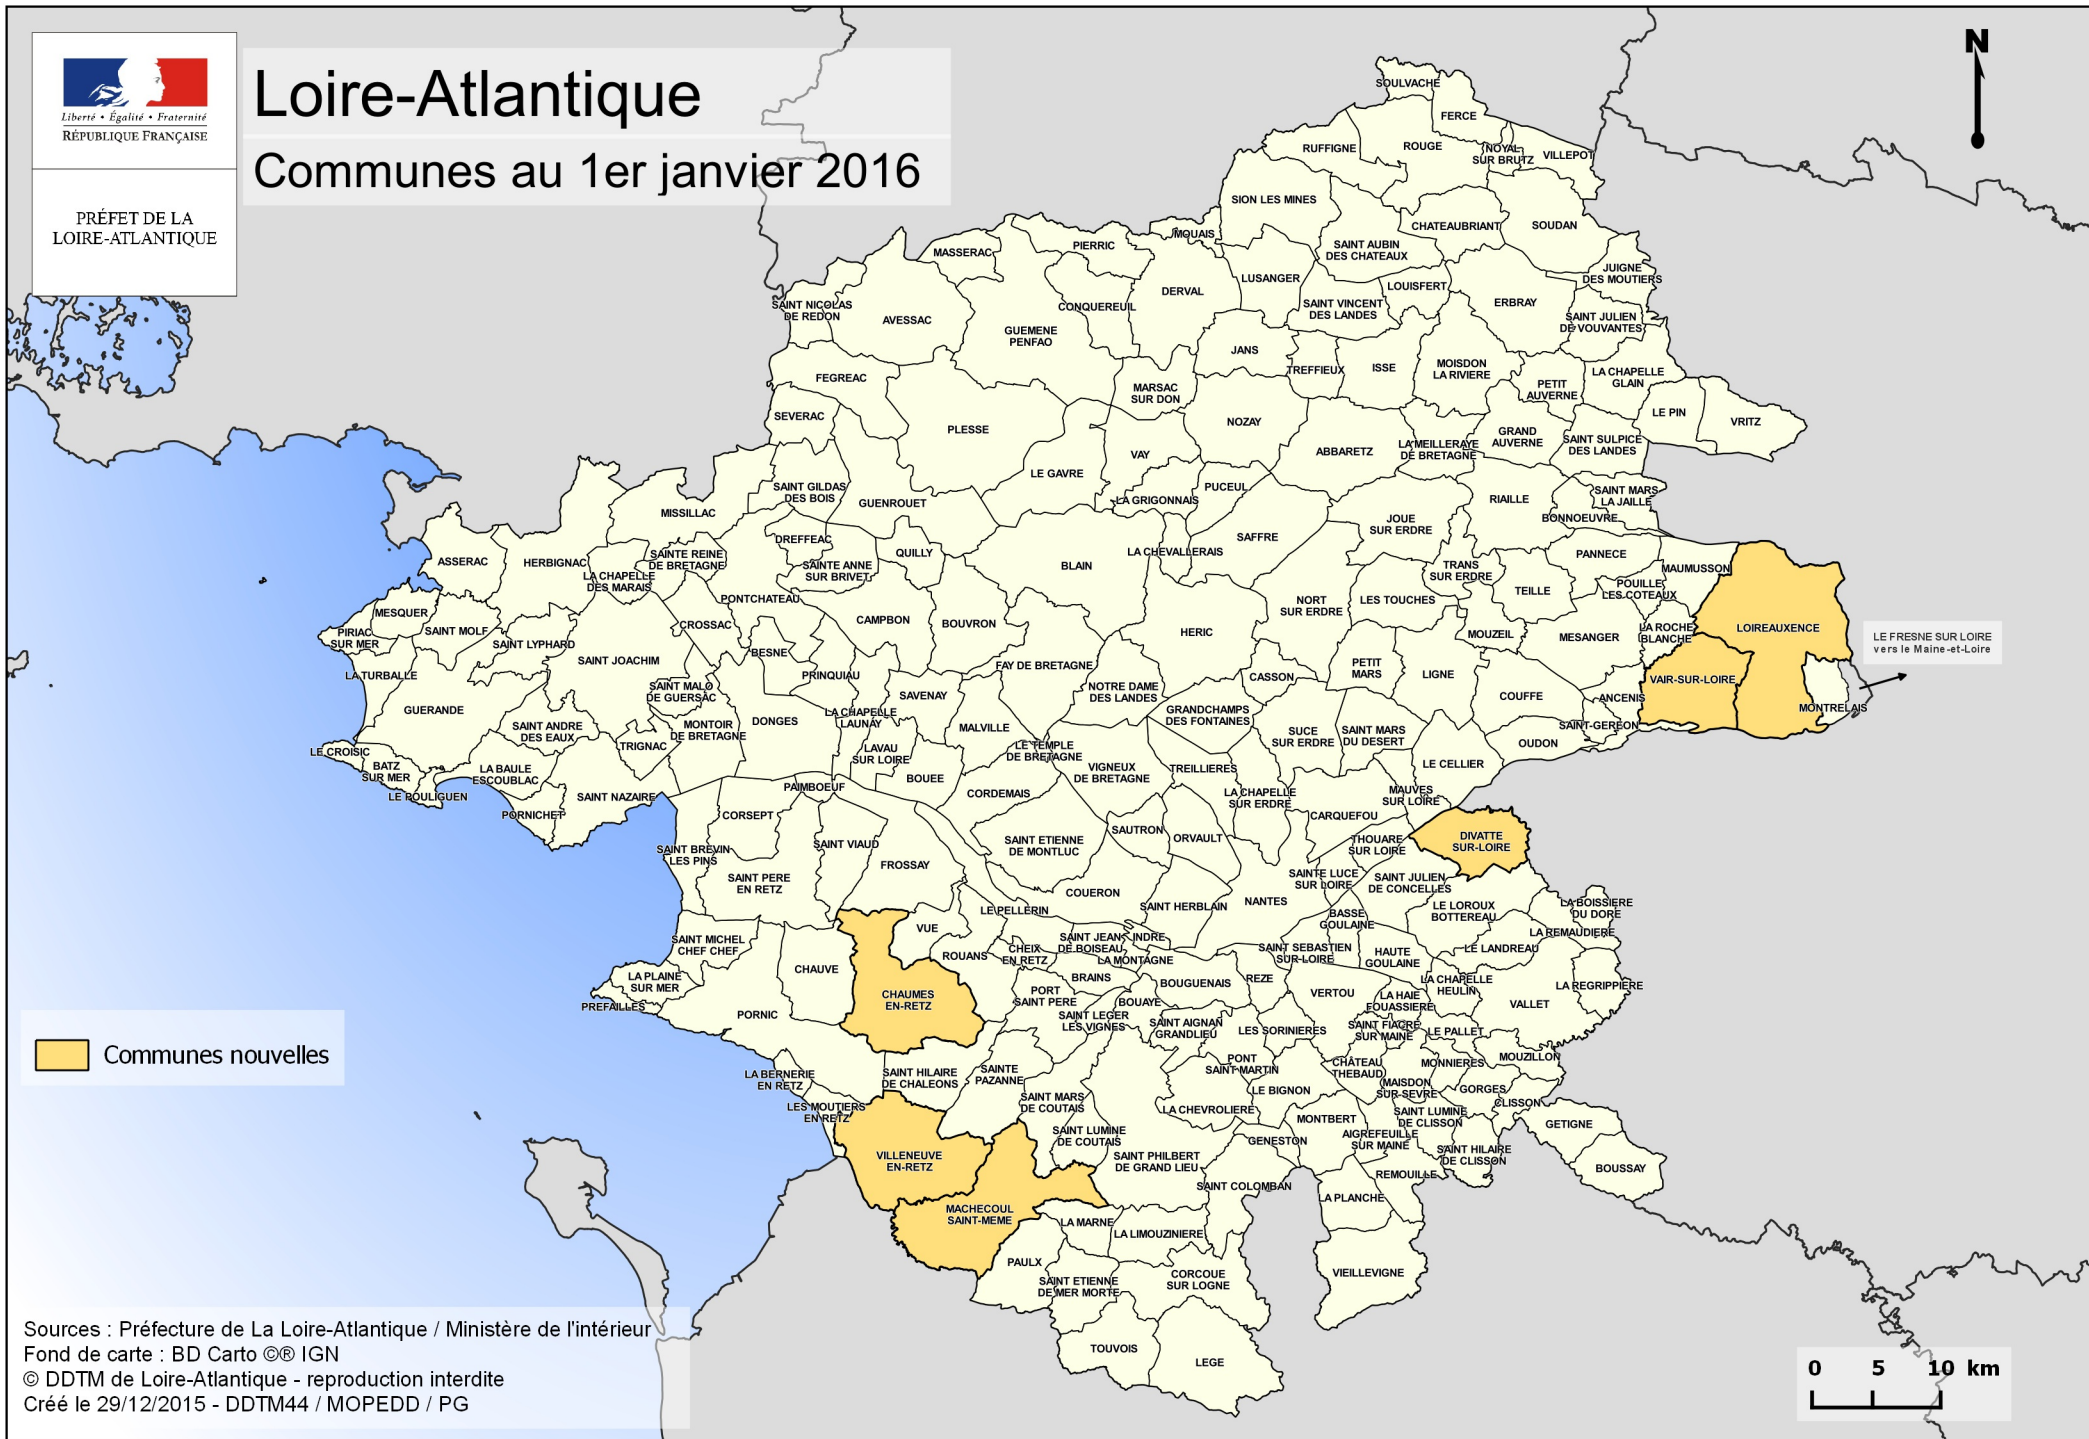 Liberté • Égalité • Fraternité
RÉPUBLIQUE FRANÇAISE
PRÉFET DE LA
LOIRE-ATLANTIQUE
Loire-Atlantique
Communes au 1er janvier 2016
N
SOULVACHE
FERCE
RUFFIGNE
ROUGE
NOYAL
SUR BRUTZ
VILLEPOT
SION LES MINES
CHATEAUBRIANT
SOUDAN
MOUAIS
SAINT AUBIN
DES CHATEAUX
PIERRIC
MASSERAC
LUSANGER
JUIGNE
DES MOUTIERS
DERVAL
LOUISFERT
ERBRAY
SAINT NICOLAS
DE REDON
AVESSAC
CONQUEREUIL
SAINT VINCENT
DES LANDES
SAINT JULIEN
DE VOUVANTES
GUEMENE
PENFAO
JANS
TREFFIEUX
ISSE
MOISDON
LA RIVIERE
FEGREAC
MARSAC
SUR DON
PETIT
AUVERNE
LA CHAPELLE
GLAIN
LE PIN
VRITZ
SEVERAC
PLESSE
NOZAY
ABBARETZ
LA MEILLERAYE
DE BRETAGNE
GRAND
AUVERNE
SAINT SULPICE
DES LANDES
VAY
LE GAVRE
LA GRIGONNAIS
PUCEUL
RIAILLE
SAINT MARS
LA JAILLE
SAINT GILDAS
DES BOIS
GUENROUET
MISSILLAC
JOUE
SUR ERDRE
BONNOEUVRE
SAFFRE
DREFFEAC
QUILLY
LA CHEVALLERAIS
BLAIN
PANNECE
MAUMUSSON
ASSERAC
HERBIGNAC
SAINTE REINE
DE BRETAGNE
SAINTE ANNE
SUR BRIVET
TRANS
SUR ERDRE
TEILLE
POUILLE
LES COTEAUX
LA CHAPELLE
DES MARAIS
PONTCHATEAU
NORT
SUR ERDRE
LES TOUCHES
MESQUER
CROSSAC
CAMPBON
BOUVRON
HERIC
MOUZEIL
MESANGER
LA ROCHE
BLANCHE
LOIREAUXENCE
LE FRESNE SUR LOIRE
vers le Maine-et-Loire
PIRIAC
SUR MER
SAINT MOLF
SAINT LYPHARD
SAINT JOACHIM
BESNE
PRINQUIAU
FAY DE BRETAGNE
PETIT
MARS
LIGNE
LA TURBALLE
SAINT MALO
DE GUERSAC
SAVENAY
NOTRE DAME
DES LANDES
CASSON
COUFFE
ANCENIS
VAIR-SUR-LOIRE
MONTRELAIS
GUERANDE
SAINT ANDRE
DES EAUX
MONTOIR
DE BRETAGNE
DONGES
LA CHAPELLE
LAUNAY
MALVILLE
GRANDCHAMPS
DES FONTAINES
SAINT-GEREON
TRIGNAC
SUCE
SUR ERDRE
SAINT MARS
DU DESERT
OUDON
LE CROISIC
BATZ
SUR MER
LA BAULE
ESCOUBLAC
LAVAU
SUR LOIRE
BOUEE
LE TEMPLE
DE BRETAGNE
VIGNEUX
DE BRETAGNE
TREILLIERES
LE CELLIER
LE POULIGUEN
PORNICHET
SAINT NAZAIRE
PAIMBOEUF
CORDEMAIS
LA CHAPELLE
SUR ERDRE
MAUVES
SUR LOIRE
CORSEPT
CARQUEFOU
SAINT BREVIN
LES PINS
SAINT VIAUD
FROSSAY
SAINT ETIENNE
DE MONTLUC
SAUTRON
ORVAULT
THOUARE
SUR LOIRE
DIVATTE
SUR-LOIRE
SAINT PERE
EN RETZ
COUERON
SAINTE LUCE
SUR LOIRE
SAINT JULIEN
DE CONCELLES
LE PELLERIN
SAINT HERBLAIN
NANTES
BASSE
GOULAINE
LE LOROUX
BOTTEREAU
LA BOISSIERE
DU DORE
VUE
LA REMAUDIERE
SAINT MICHEL
CHEF CHEF
CHAUVE
ROUANS
CHEIX
EN RETZ
SAINT JEAN
DE BOISEAU
INDRE
LA MONTAGNE
SAINT SEBASTIEN
SUR-LOIRE
HAUTE
GOULAINE
LE LANDREAU
LA PLAINE
SUR MER
PREFAILLES
PORNIC
CHAUMES
EN-RETZ
PORT
SAINT PERE
BRAINS
BOUGUENAIS
REZE
VERTOU
LA CHAPELLE
HEULIN
LA REGRIPPIERE
BOUAYE
LA HAIE
FOUASSIERE
VALLET
SAINT LEGER
LES VIGNES
SAINT AIGNAN
GRANDLIEU
LES SORINIERES
SAINT FIACRE
SUR MAINE
LE PALLET
MOUZILLON
Communes nouvelles
LA BERNERIE
EN RETZ
SAINT HILAIRE
DE CHALEONS
SAINTE
PAZANNE
PONT
SAINT MARTIN
CHÂTEAU
THEBAUD
MONNIERES
LE BIGNON
MAISDON
SUR-SEVRE
GORGES
CLISSON
LES MOUTIERS
EN RETZ
SAINT MARS
DE COUTAIS
LA CHEVROLIERE
MONTBERT
SAINT LUMINE
DE CLISSON
GETIGNE
SAINT LUMINE
DE COUTAIS
GENESTON
AIGREFEUILLE
SUR MAINE
SAINT HILAIRE
DE CLISSON
BOUSSAY
VILLENEUVE
EN-RETZ
SAINT PHILBERT
DE GRAND LIEU
SAINT COLOMBAN
REMOUILLE
LA PLANCHE
MACHECOUL
SAINT-MEME
LA MARNE
LA LIMOUZINIERE
PAULX
SAINT ETIENNE
DE MER MORTE
CORCOUE
SUR LOGNE
VIEILLEVIGNE
TOUVOIS
LEGE
Sources : Préfecture de La Loire-Atlantique / Ministère de l'intérieur
Fond de carte : BD Carto ©® IGN
© DDTM de Loire-Atlantique - reproduction interdite
Créé le 29/12/2015 - DDTM44 / MOPEDD / PG
0 5 10 km